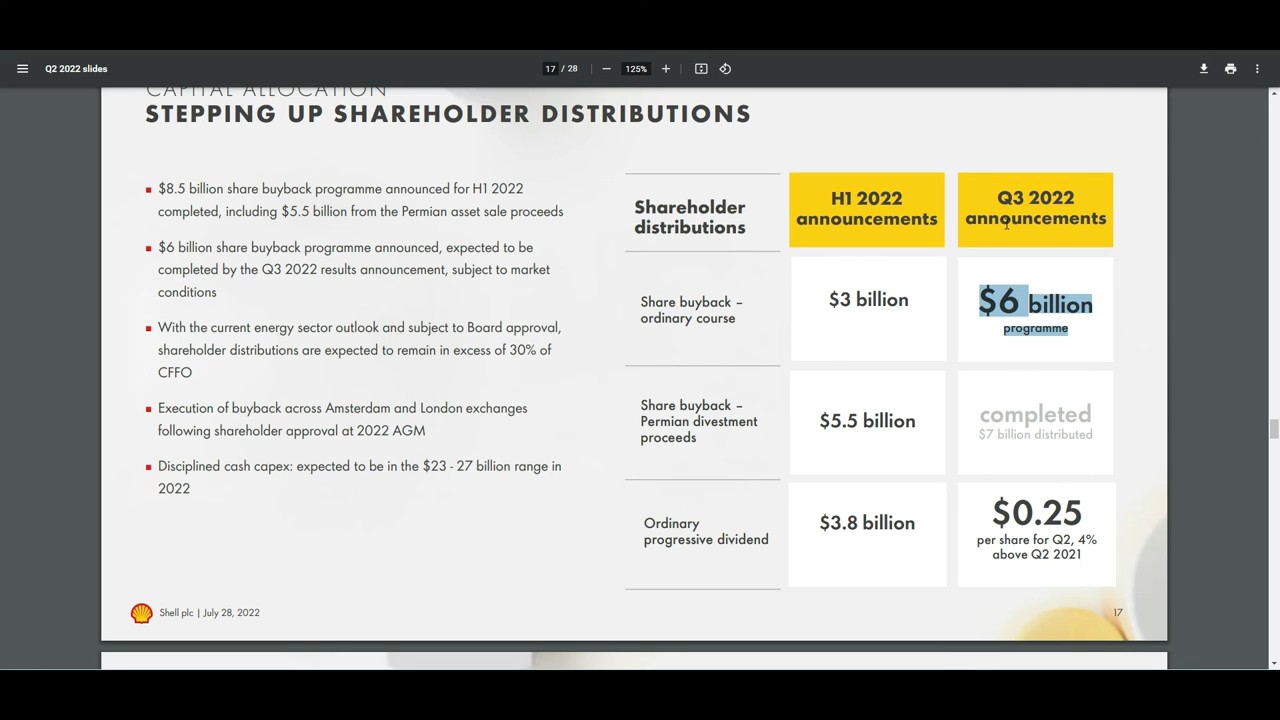 Q2 2022 slides
17 / 28
125%
CAPITAL ALLOCATION
STEPPING UP SHAREHOLDER DISTRIBUTIONS
$8.5 billion share buyback programme announced for H1 2022
completed, including $5.5 billion from the Permian asset sale proceeds
$6 billion share buyback programme announced, expected to be
completed by the Q3 2022 results announcement, subject to market
conditions
With the current energy sector outlook and subject to Board approval,
shareholder distributions are expected to remain in excess of 30% of
CFFO
Execution of buyback across Amsterdam and London exchanges
following shareholder approval at 2022 AGM
Disciplined cash capex: expected to be in the $23 - 27 billion range in
2022
Shareholder
distributions
H1 2022
announcements
Q3 2022
announcements
Share buyback –
ordinary course
$3 billion
$6 billion
programme
Share buyback –
Permian divestment
proceeds
$5.5 billion
completed
$7 billion distributed
Ordinary
progressive dividend
$3.8 billion
$0.25
per share for Q2, 4%
above Q2 2021
Shell plc | July 28, 2022
17